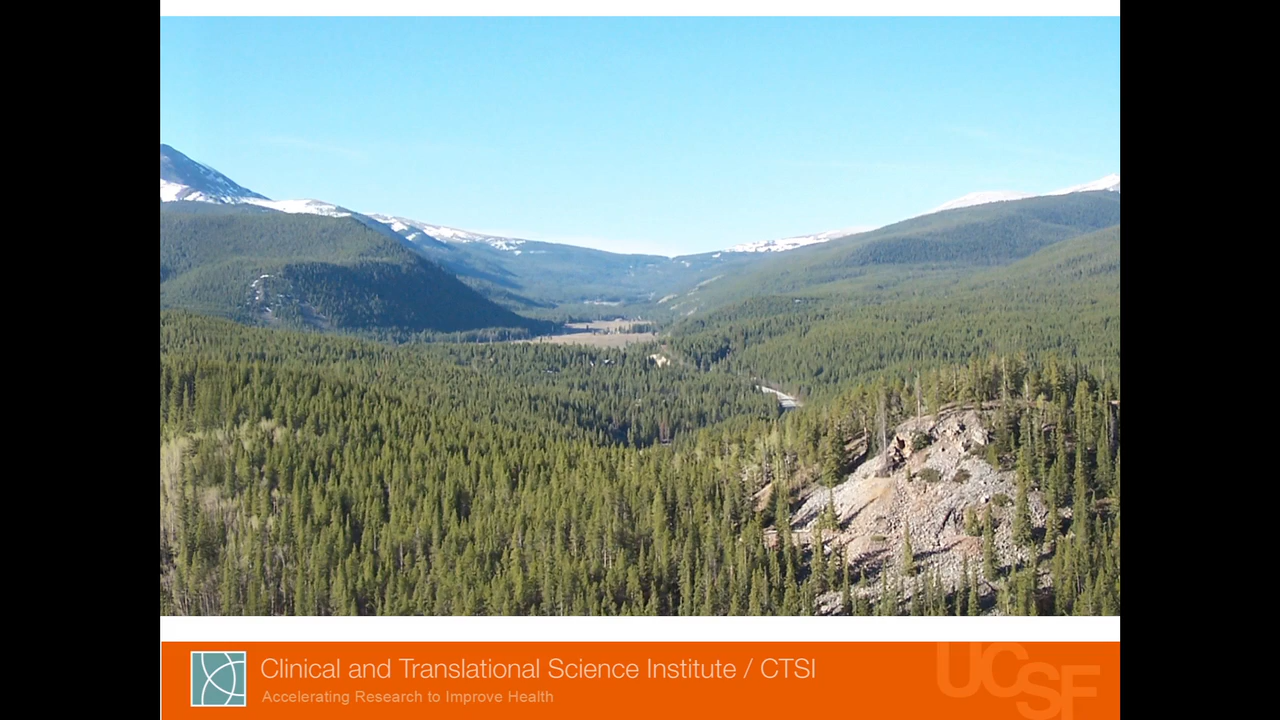 Clinical and Translational Science Institute / CTSI
Accelerating Research to Improve Health
UCSF